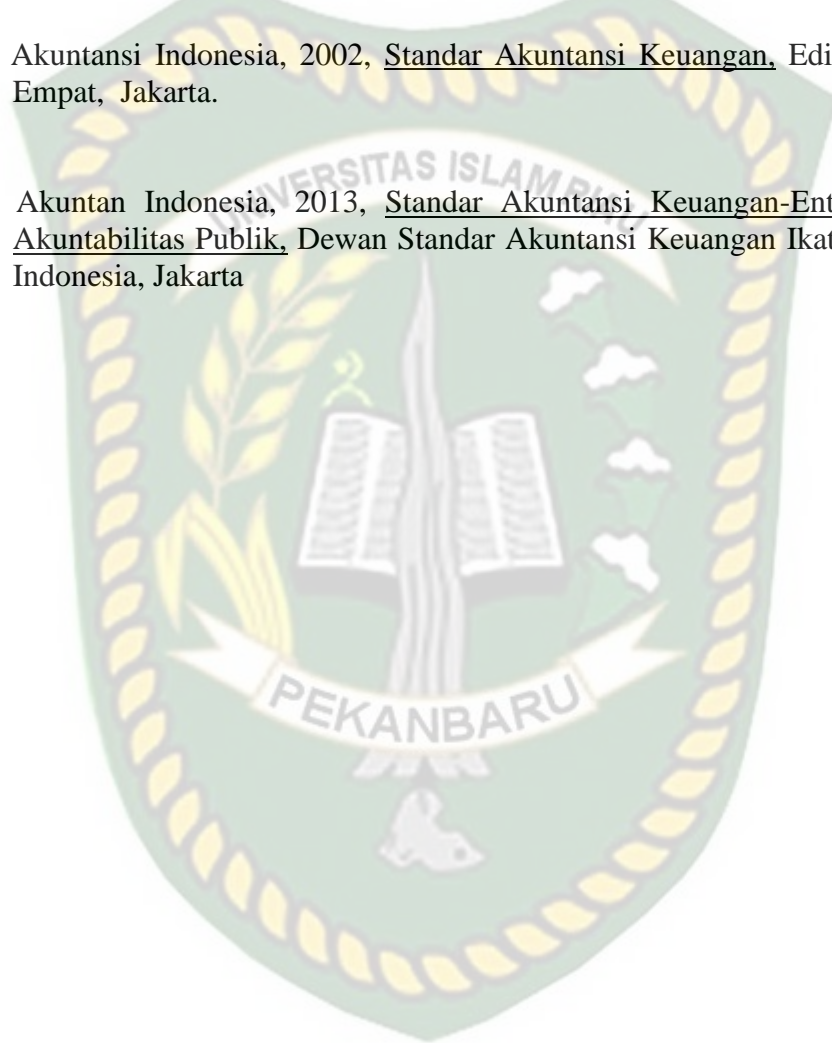 Akuntansi Indonesia, 2002, Standar Akuntansi Keuangan, Edi
Empat, Jakarta.
UNIVERSITAS ISLAM RIAU
Akuntan Indonesia, 2013, Standar Akuntansi Keuangan-Ent
Akuntabilitas Publik, Dewan Standar Akuntansi Keuangan Ikat
Indonesia, Jakarta
PEKANBARU